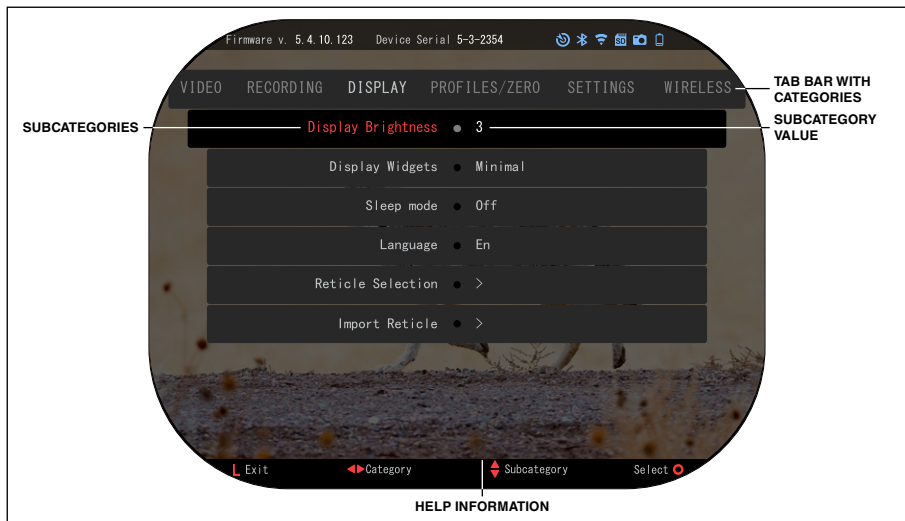 Firmware v. 5.4.10.123 Device Serial 5-3-2354 SD
VIDEO RECORDING DISPLAY PROFILES/ZERO SETTINGS WIRELESS
TAB BAR WITH
CATEGORIES
SUBCATEGORIES
Display Brightness 3
SUBCATEGORY
VALUE
Display Widgets Minimal
Sleep mode Off
Language En
Reticle Selection >
Import Reticle >
L Exit Category Subcategory Select
HELP INFORMATION